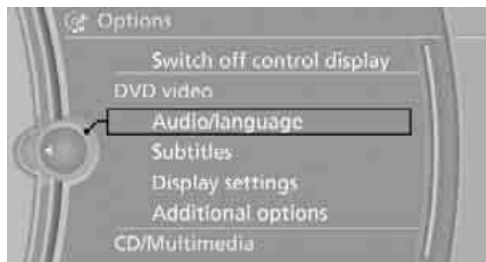 Options
Switch off control display
DVD video
Audio/language
Subtitles
Display settings
Additional options
CD/Multimedia